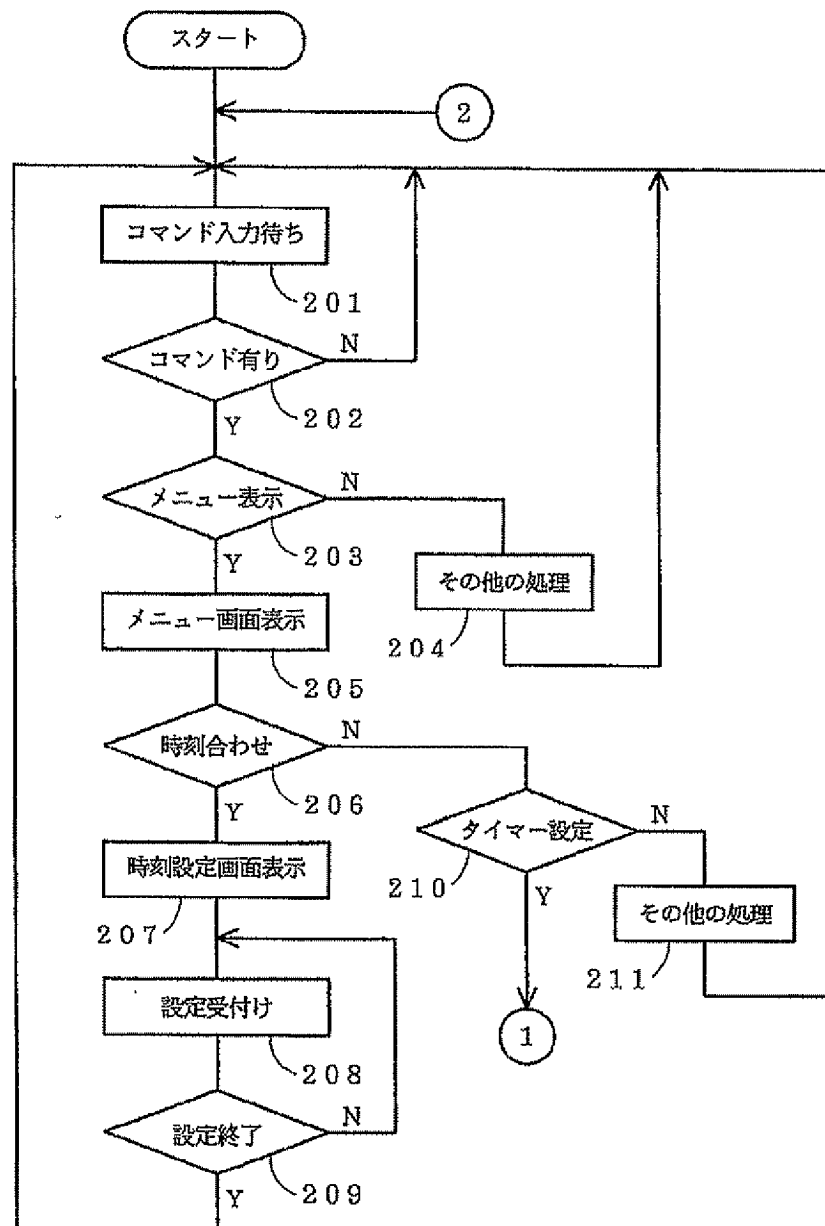 スタート
2
コマンド入力待ち
201
コマンド有り
N
202
Y
メニュー表示
N
203
Y
その他の処理
204
メニュー画面表示
205
時刻合わせ
N
206
Y
タイマー設定
N
210
Y
時刻設定画面表示
207
その他の処理
211
設定受付け
208
1
設定終了
N
209
Y